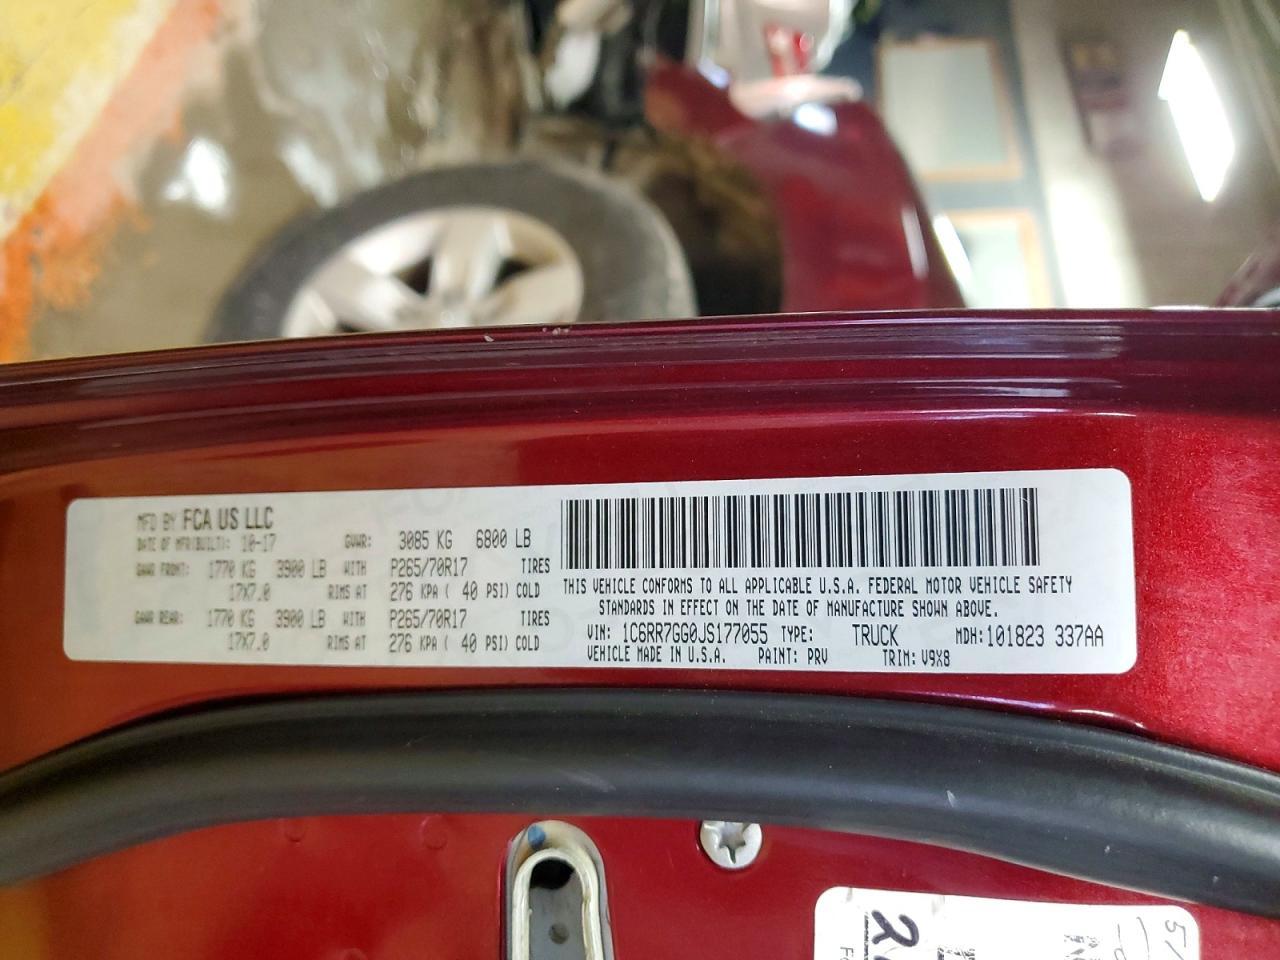 MFD BY FCA US LLC
DATE OF MFR(BUILT): 10-17 GVWR: 3085 KG 6800 LB
GAWR FRONT: 1770 KG 3900 LB WITH P265/70R17 TIRES
17X7.0 RIMS AT 276 KPA ( 40 PSI) COLD
GAWR REAR: 1770 KG 3900 LB WITH P265/70R17 TIRES
17X7.0 RIMS AT 276 KPA ( 40 PSI) COLD
THIS VEHICLE CONFORMS TO ALL APPLICABLE U.S.A. FEDERAL MOTOR VEHICLE SAFETY
STANDARDS IN EFFECT ON THE DATE OF MANUFACTURE SHOWN ABOVE.
VIN: 1C6RR7GG0JS177055 TYPE: TRUCK MDH: 101823 337AA
VEHICLE MADE IN U.S.A. PAINT: PRV TRIM: V9X8